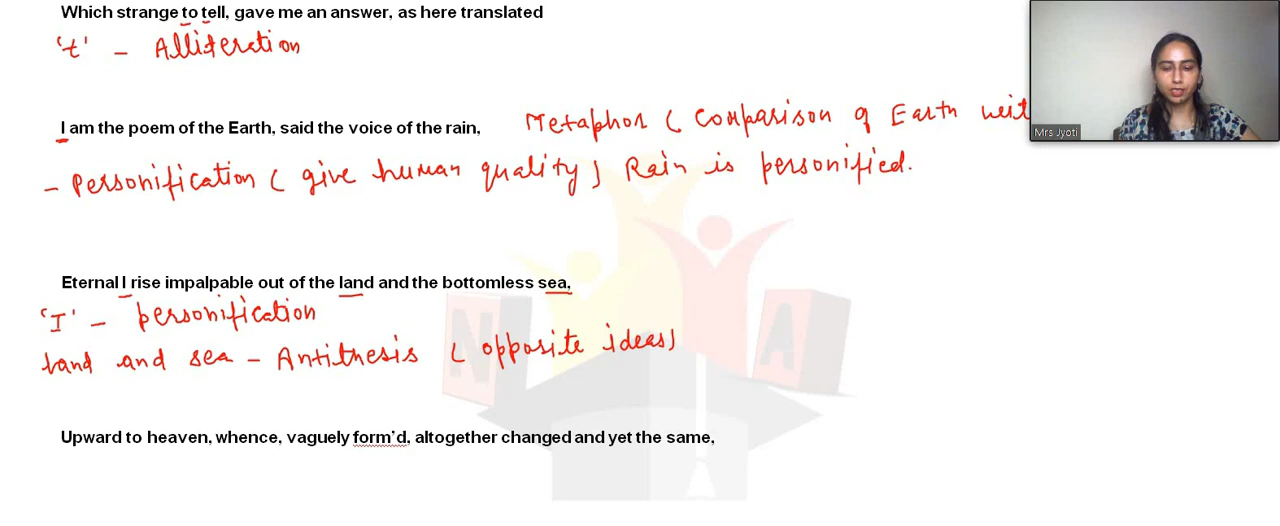 Which strange to tell, gave me an answer, as here translated
't' - Alliteration
I am the poem of the Earth, said the voice of the rain,
Metaphor ( Comparison of Earth
Mrs Jyoti
- Personification ( give human quality) Rain is personified.
Eternal I rise impalpable out of the land and the bottomless sea,
'I' - personification
land and sea - Antithesis ( opposite ideas)
N A
Upward to heaven, whence, vaguely form'd, altogether changed and yet the same,